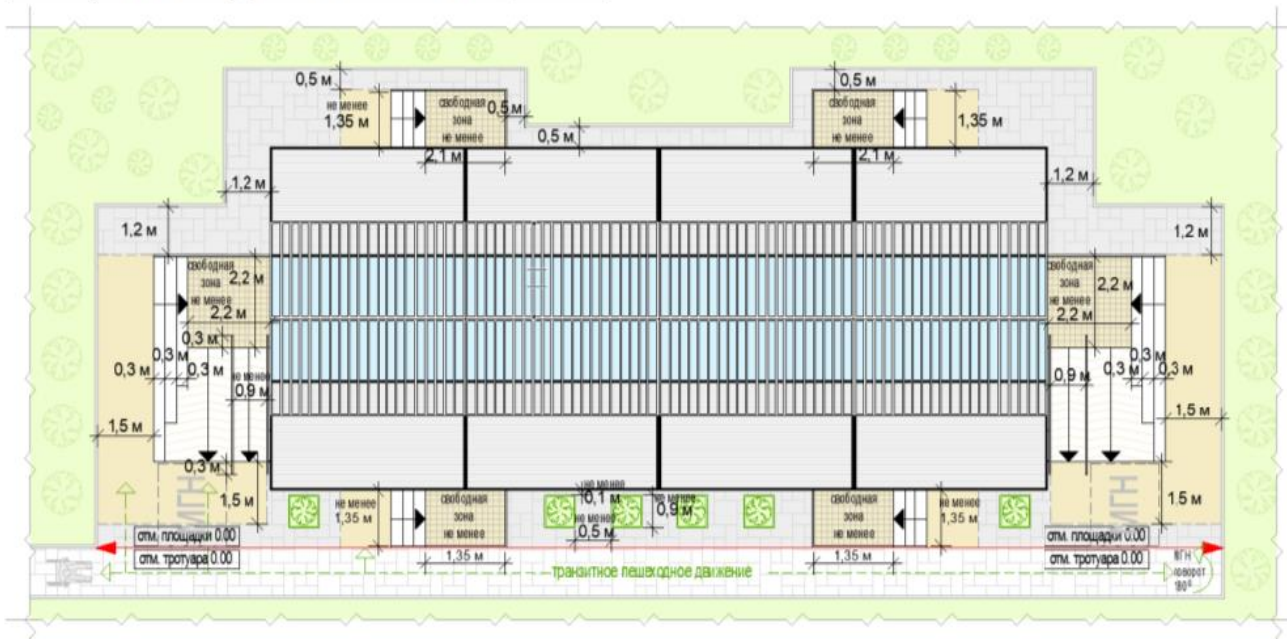 0,5 м
0,5 м
не менее
1,35 м
свободная
зона
не менее
0,5 м
0,5 м
свободная
зона
не менее
1,35 м
2,1 м
2,1 м
1,2 м
1,2 м
1,2 м
1,2 м
свободная
зона
не менее
2,2 м
2,2 м
свободная
зона
не менее
2,2 м
2,2 м
0,3 м
0,3 м
0,3 м
0,3 м
не менее
0,9 м
0,3 м
0,9 м
0,3 м
0,3 м
1,5 м
1,5 м
0,3 м
1,5 м
1.5 м
МГН
МГН
не менее
1,35 м
свободная
зона
не менее
не менее
0,1 м
не менее
0,5 м
не менее
0,9 м
свободная
зона
не менее
не менее
1,35 м
отм. площадки 0.00
отм. тротуара 0.00
1,35 м
1,35 м
отм. площадки 0.00
отм. тротуара 0.00
транзитное пешеходное движение
МГН
поворот
180°